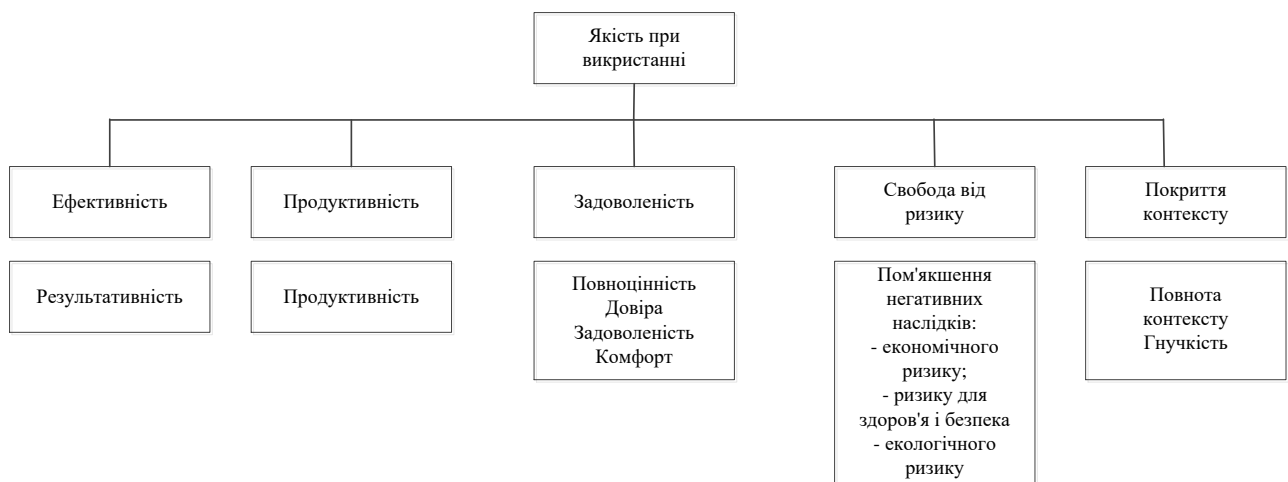 Якість при
викристанні
Ефективність
Продуктивність
Задоволеність
Свобода від
ризику
Покриття
контексту
Результативність
Продуктивність
Повноцінність
Довіра
Задоволеність
Комфорт
Пом'якшення
негативних
наслідків:
- економічного
ризику;
- ризику для
здоров'я і безпека
- екологічного
ризику
Повнота
контексту
Гнучкість